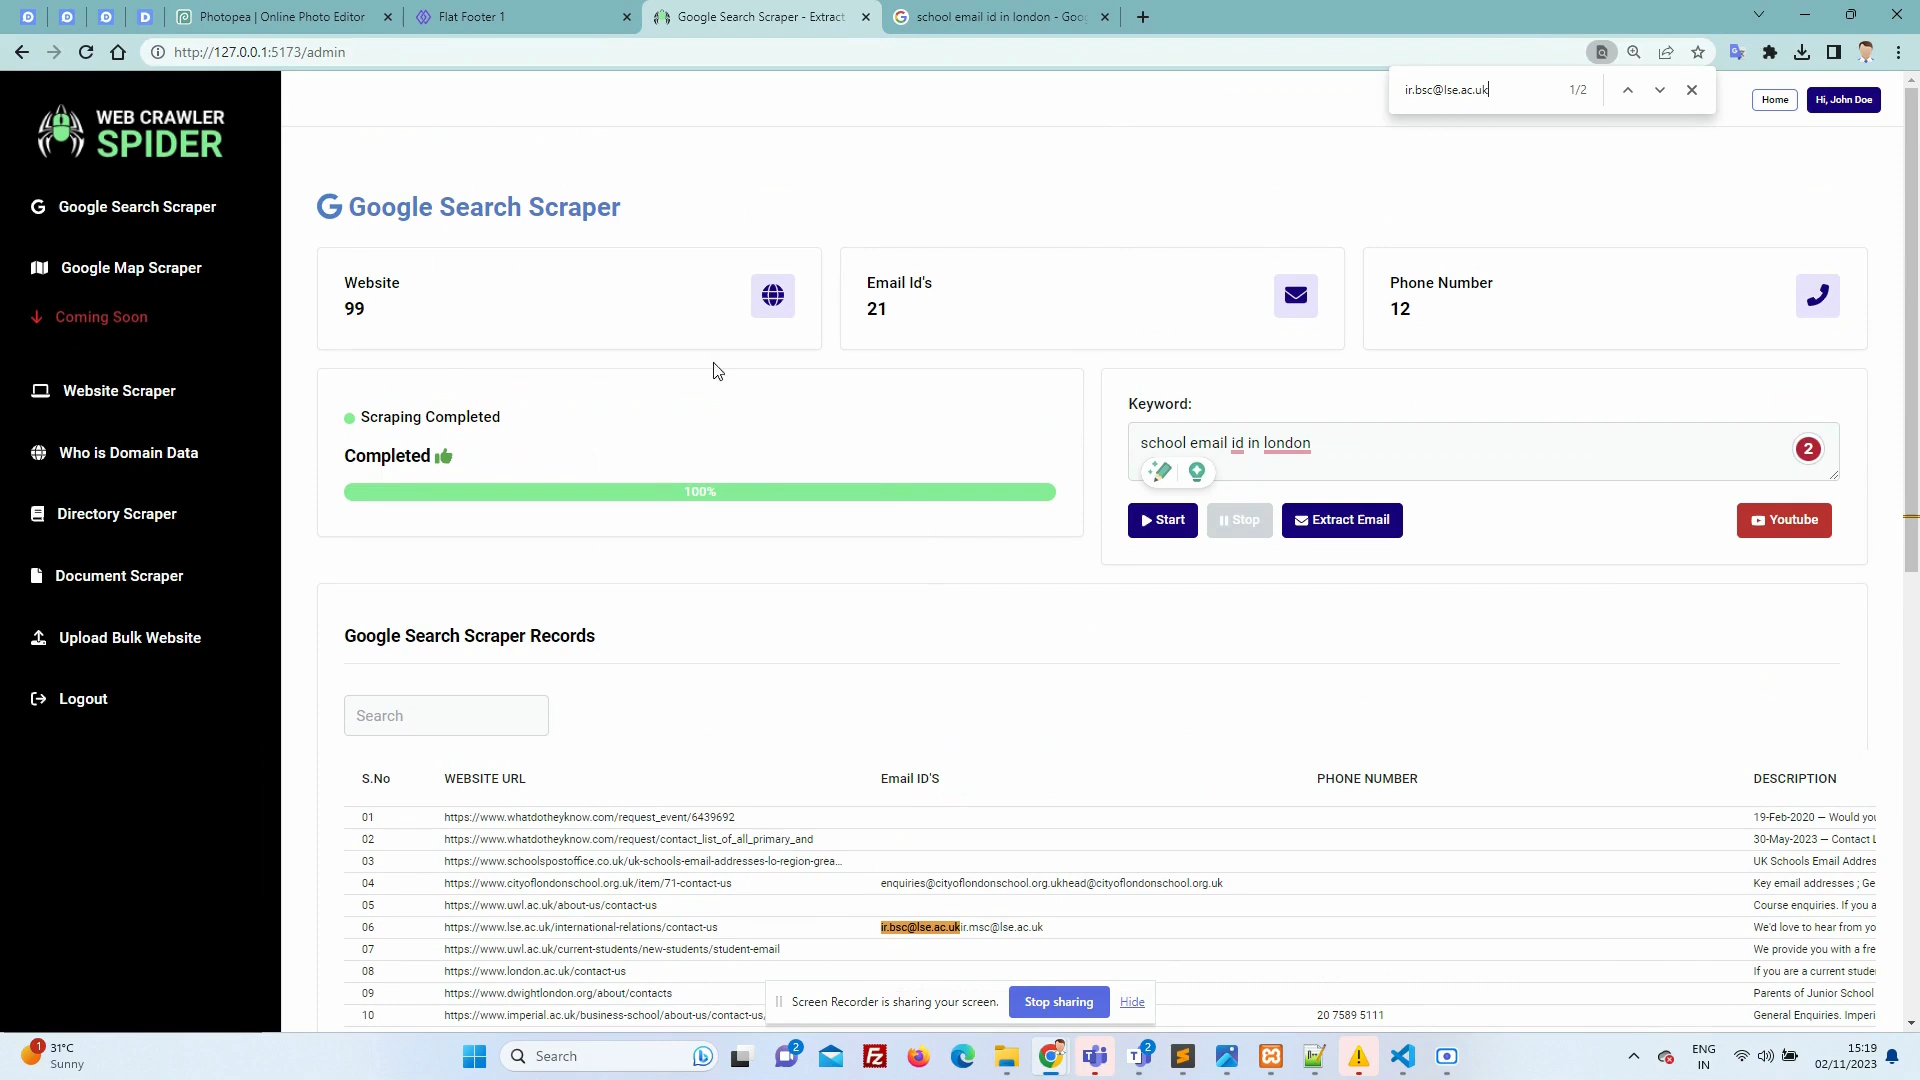 Photopea | Online Photo Editor
Flat Footer 1
Google Search Scraper - Extract
school email id in london - Goo
http://127.0.0.1:5173/admin
ir.bsc@lse.ac.uk
1/2
Home
Hi, John Doe
WEB CRAWLER
SPIDER
Google Search Scraper
Google Map Scraper
Coming Soon
Website Scraper
Who is Domain Data
Directory Scraper
Document Scraper
Upload Bulk Website
Logout
Google Search Scraper
Website
99
Email Id's
21
Phone Number
12
Scraping Completed
Completed
100%
Keyword:
school email id in london
2
Start
Stop
Extract Email
Youtube
Google Search Scraper Records
Search
S.No WEBSITE URL Email ID'S PHONE NUMBER DESCRIPTION
01 https://www.whatdotheyknow.com/request_event/6439692 19-Feb-2020 — Would you
02 https://www.whatdotheyknow.com/request/contact_list_of_all_primary_and 30-May-2023 — Contact L
03 https://www.schoolspostoffice.co.uk/uk-schools-email-addresses-lo-region-grea... UK Schools Email Addres
04 https://www.cityoflondonschool.org.uk/item/71-contact-us enquiries@cityoflondonschool.org.ukhead@cityoflondonschool.org.uk Key email addresses ; Ge
05 https://www.uwl.ac.uk/about-us/contact-us Course enquiries. If you a
06 https://www.lse.ac.uk/international-relations/contact-us ir.bsc@lse.ac.ukir.msc@lse.ac.uk We'd love to hear from yo
07 https://www.uwl.ac.uk/current-students/new-students/student-email We provide you with a fre
08 https://www.london.ac.uk/contact-us If you are a current stude
09 https://www.dwightlondon.org/about/contacts Parents of Junior School
10 https://www.imperial.ac.uk/business-school/about-us/contact-us, 20 7589 5111 General Enquiries. Imperi
Screen Recorder is sharing your screen.
Stop sharing
Hide
1
31°C
Sunny
Search
2
2
ENG
IN
15:19
02/11/2023